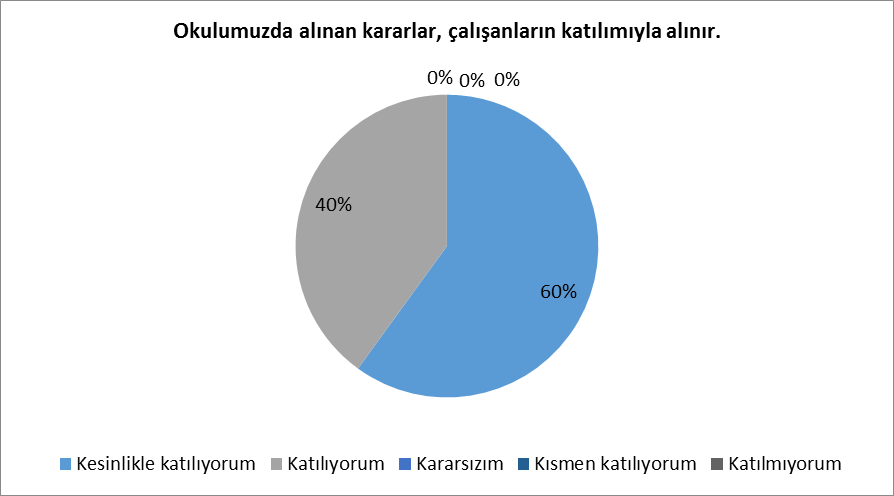 Okulumuzda alınan kararlar, çalışanların katılımıyla alınır.
0% 0% 0%
40%
60%
Kesinlikle katılıyorum Katılıyorum Kararsızım Kısmen katılıyorum Katılmıyorum